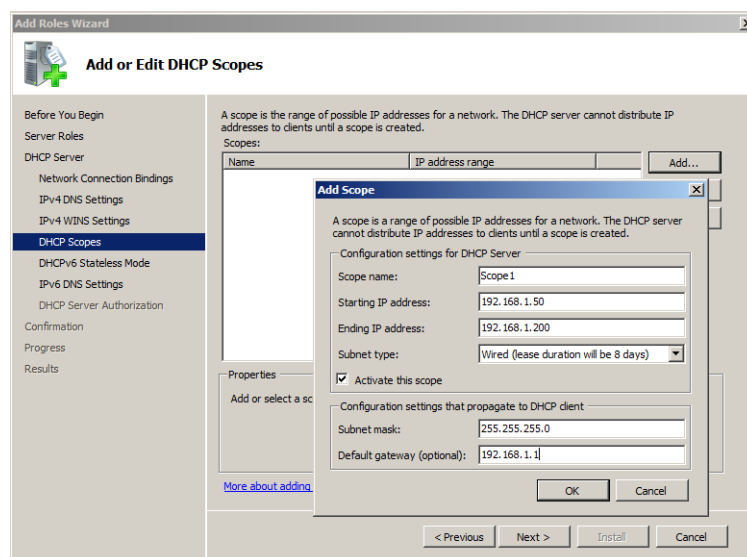 Add Roles Wizard
Add or Edit DHCP Scopes
Before You Begin
Server Roles
DHCP Server
Network Connection Bindings
IPv4 DNS Settings
IPv4 WINS Settings
DHCP Scopes
DHCPv6 Stateless Mode
IPv6 DNS Settings
DHCP Server Authorization
Confirmation
Progress
Results
A scope is the range of possible IP addresses for a network. The DHCP server cannot distribute IP
addresses to clients until a scope is created.
Scopes:
Name IP address range
Add...
Properties
Add or select a sc
More about adding
Add Scope
A scope is a range of possible IP addresses for a network. The DHCP server
cannot distribute IP addresses to clients until a scope is created.
Configuration settings for DHCP Server
Scope name: Scope1
Starting IP address: 192.168.1.50
Ending IP address: 192.168.1.200
Subnet type: Wired (lease duration will be 8 days)
Activate this scope
Configuration settings that propagate to DHCP client
Subnet mask: 255.255.255.0
Default gateway (optional): 192.168.1.1
OK Cancel
< Previous Next > Install Cancel